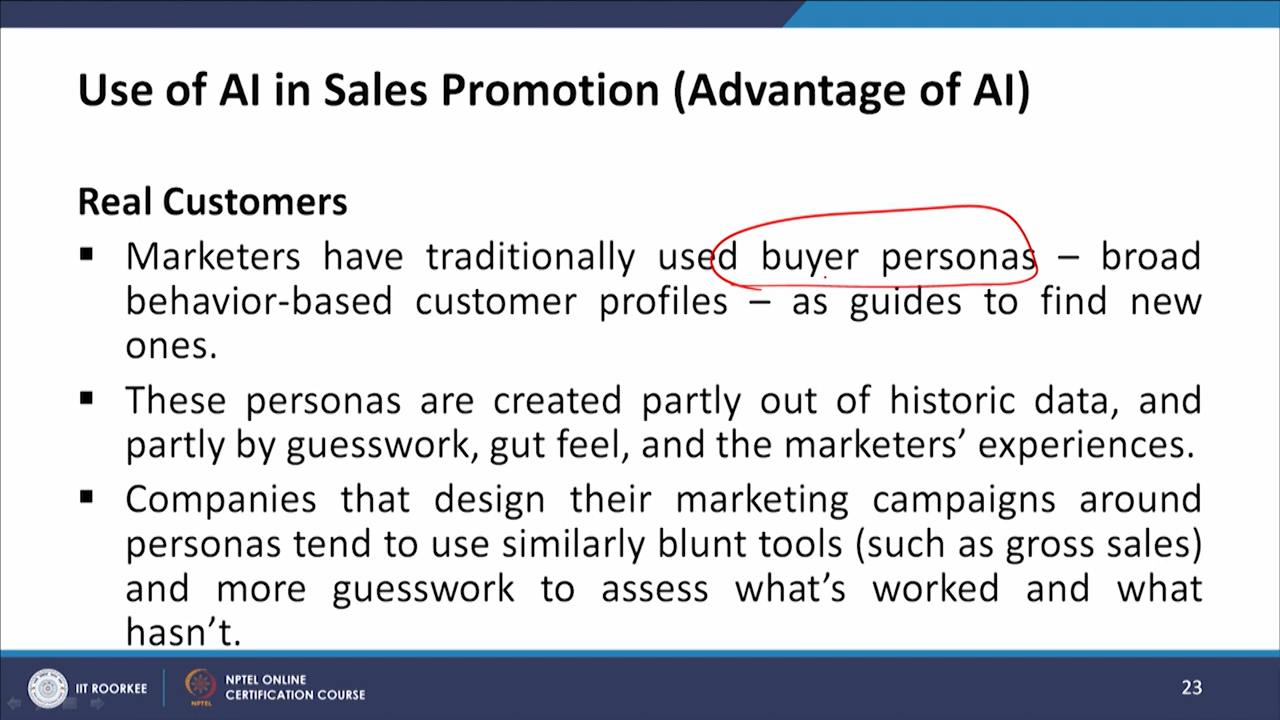 Use of AI in Sales Promotion (Advantage of AI)
Real Customers
▪ Marketers have traditionally used buyer personas – broad
behavior-based customer profiles – as guides to find new
ones.
▪ These personas are created partly out of historic data, and
partly by guesswork, gut feel, and the marketers’ experiences.
▪ Companies that design their marketing campaigns around
personas tend to use similarly blunt tools (such as gross sales)
and more guesswork to assess what’s worked and what
hasn’t.
IIT ROORKEE
NPTEL
NPTEL ONLINE
CERTIFICATION COURSE
23